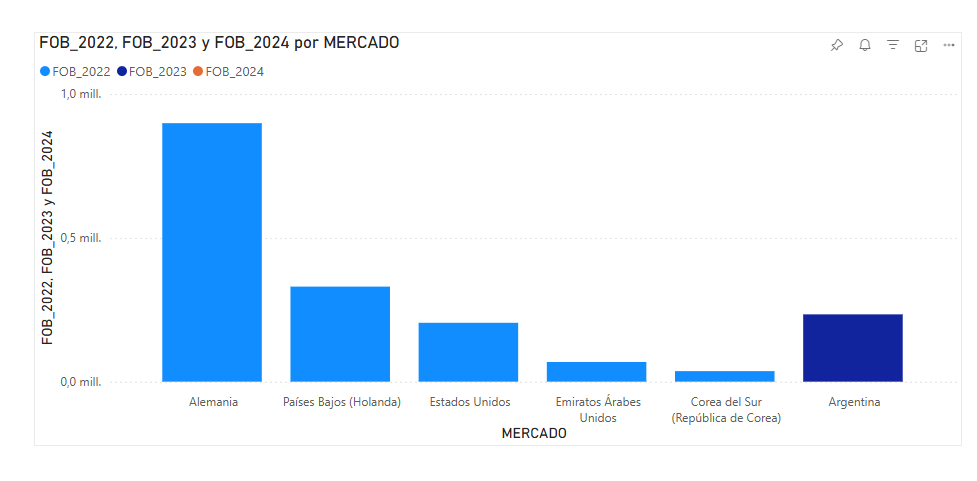 FOB_2022, FOB_2023 y FOB_2024 por MERCADO
FOB_2022 FOB_2023 FOB_2024
FOB_2022, FOB_2023 y FOB_2024
1,0 mill.
0,5 mill.
0,0 mill.
Alemania
Países Bajos (Holanda)
Estados Unidos
Emiratos Árabes
Unidos
Corea del Sur
(República de Corea)
Argentina
MERCADO